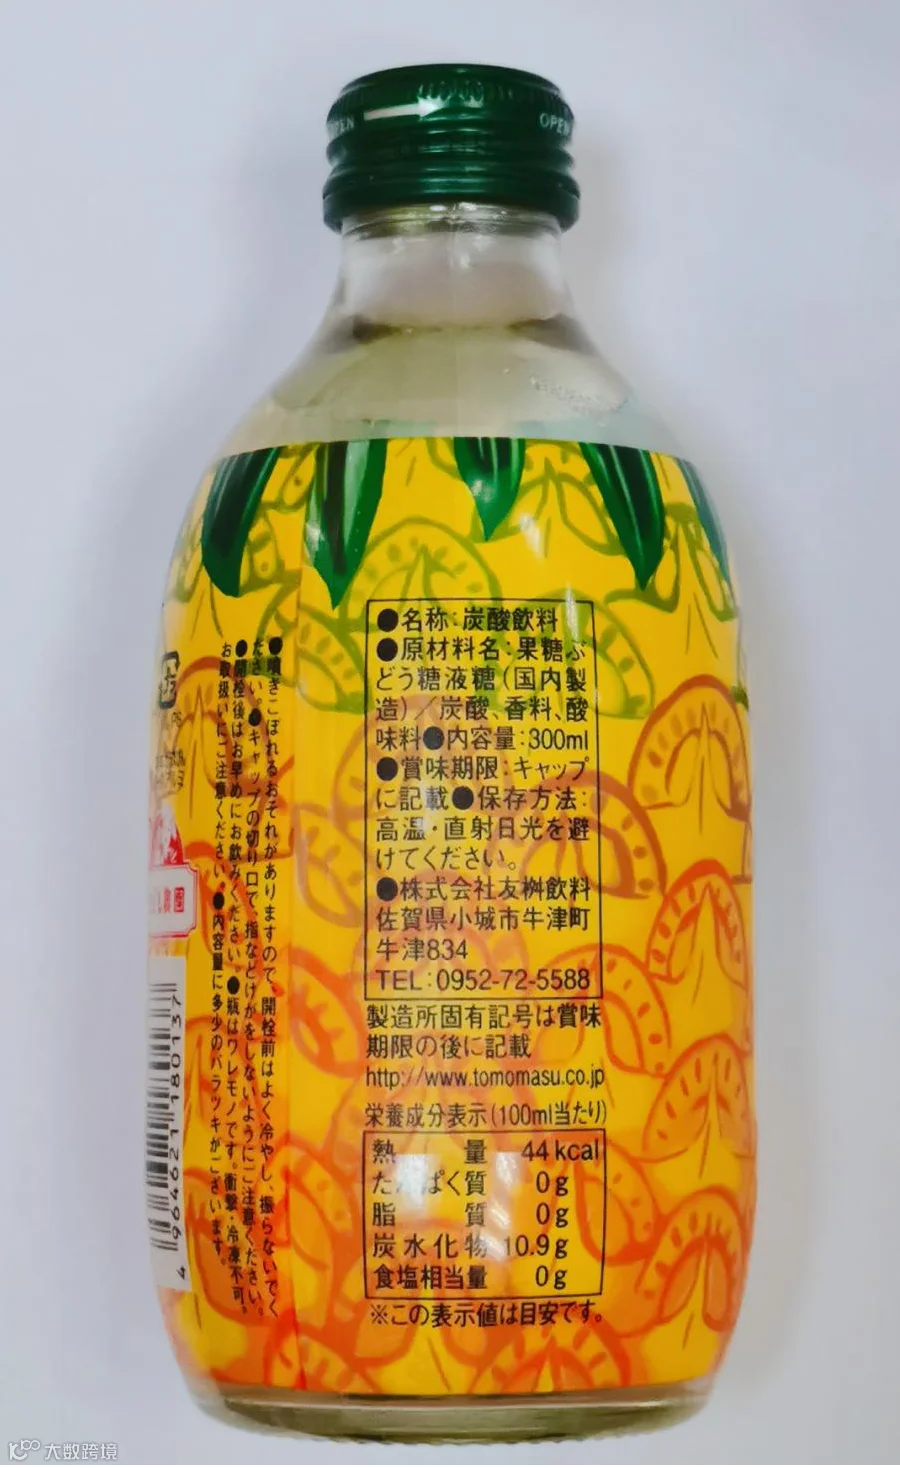 OPEN
OPEN
●名称:炭酸飲料
●原材料名:果糖ぶ
どう糖液糖(国内製
造)/炭酸、香料、酸
味料●内容量:300ml
●賞味期限:キャップ
に記載●保存方法:
高温・直射日光を避
けてください。
●株式会社友桝飲料
佐賀県小城市牛津町
牛津834
TEL:0952-72-5588
製造所固有記号は賞味
期限の後に記載
http://www.tomomasu.co.jp
栄養成分表示(100ml当たり)
熱量 44kcal
たんぱく質 0g
脂質 0g
炭水化物 10.9g
食塩相当量 0g
※この表示値は目安です。
●噴きこぼれるおそれがありますので、開栓前はよく冷やし、振らないでく
ださい。●キャップの切り口で、指などけがをしないようにご注意ください。
●開栓後はお早めにお飲みください。●瓶はワレモノです。衝撃・冷凍不可。
お取扱いにご注意ください。●内容量に多少のバラツキがございます。
4 964621 180137
大数跨境